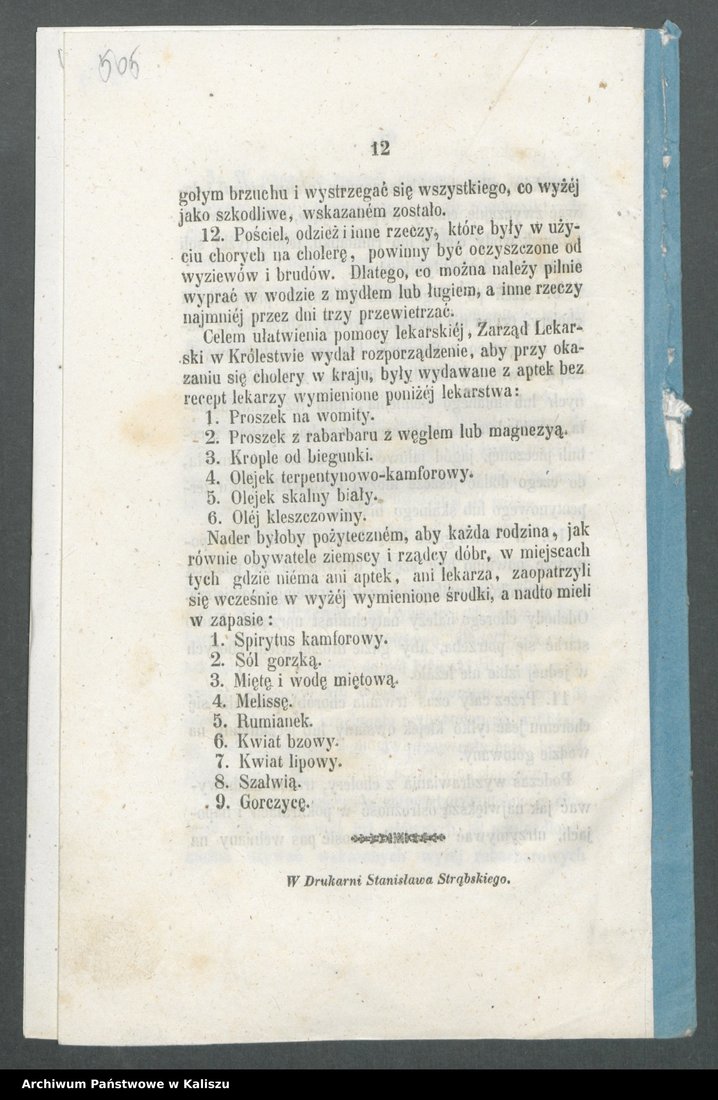 505
12
gołym brzuchu i wystrzegać się wszystkiego, co wyżéj
jako szkodliwe, wskazaném zostało.
12. Pościel, odzież i inne rzeczy, które były w uży-
ciu chorych na cholerę, powinny być oczyszczone od
wyziewów i brudów. Dlatego, co można należy pilnie
wyprać w wodzie z mydłem lub ługiem, a inne rzeczy
najmniéj przez dni trzy przewietrzać.
Celem ułatwienia pomocy lekarskiéj, Zarząd Lekar-
ski w Królestwie wydał rozporządzenie, aby przy oka-
zaniu się cholery w kraju, były wydawane z aptek bez
recept lekarzy wymienione poniżéj lekarstwa:
1. Proszek na womity.
2. Proszek z rabarbaru z węglem lub magnezyą.
3. Krople od biegunki.
4. Olejek terpentynowo-kamforowy.
5. Olejek skalny biały.
6. Oléj kleszczowiny.
Nader byłoby pożyteczném, aby każda rodzina, jak
równie obywatele ziemscy i rządcy dóbr, w miejscach
tych gdzie niéma ani aptek, ani lekarza, zaopatrzyli
się wcześnie w wyżéj wymienione środki, a nadto mieli
w zapasie:
1. Spirytus kamforowy.
2. Sól gorzką.
3. Miętę i wodę miętową.
4. Melissę.
5. Rumianek.
6. Kwiat bzowy.
7. Kwiat lipowy.
8. Szałwią.
9. Gorczycę.
W Drukarni Stanisława Strąbskiego.
Archiwum Państwowe w Kaliszu